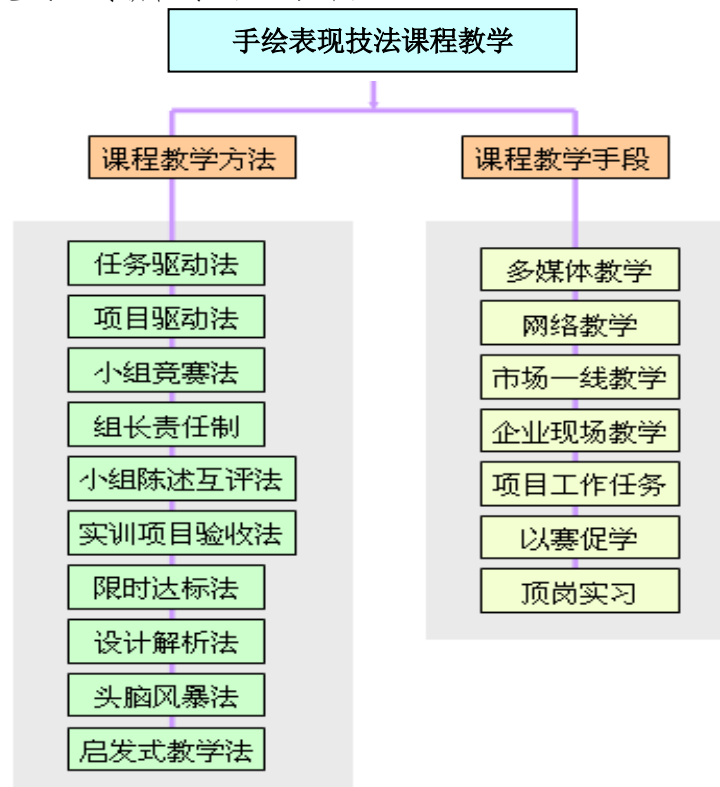 手绘表现技法课程教学
课程教学方法
课程教学手段
任务驱动法
项目驱动法
小组竞赛法
组长责任制
小组陈述互评法
实训项目验收法
限时达标法
设计解析法
头脑风暴法
启发式教学法
多媒体教学
网络教学
市场一线教学
企业现场教学
项目工作任务
以赛促学
顶岗实习